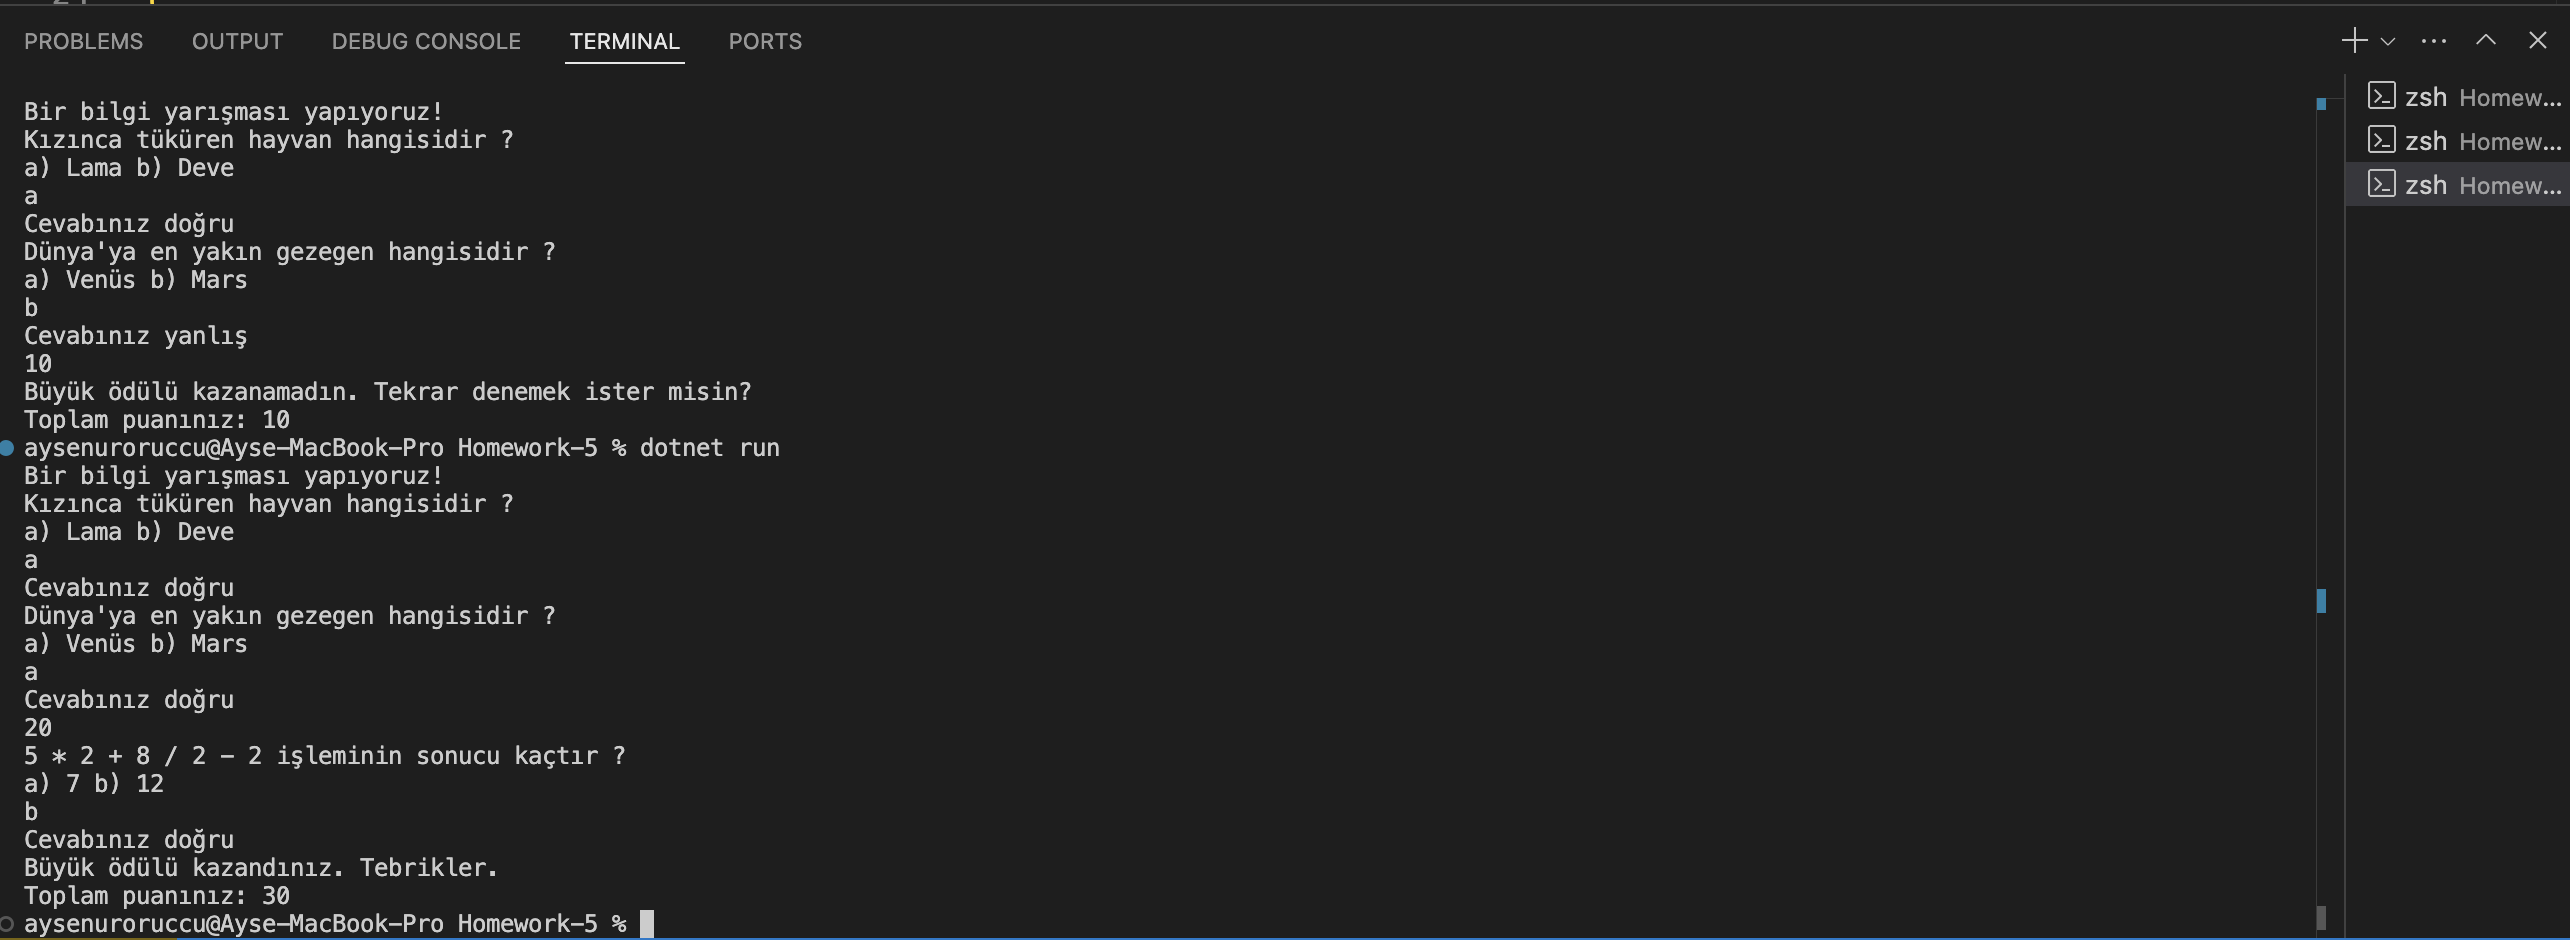 PROBLEMS OUTPUT DEBUG CONSOLE TERMINAL PORTS
Bir bilgi yarışması yapıyoruz!
Kızınca tüküren hayvan hangisidir ?
a) Lama b) Deve
a
Cevabınız doğru
Dünya'ya en yakın gezegen hangisidir ?
a) Venüs b) Mars
b
Cevabınız yanlış
10
Büyük ödülü kazanamadın. Tekrar denemek ister misin?
Toplam puanınız: 10
aysenuroruccu@Ayse-MacBook-Pro Homework-5 % dotnet run
Bir bilgi yarışması yapıyoruz!
Kızınca tüküren hayvan hangisidir ?
a) Lama b) Deve
a
Cevabınız doğru
Dünya'ya en yakın gezegen hangisidir ?
a) Venüs b) Mars
a
Cevabınız doğru
20
5 * 2 + 8 / 2 - 2 işleminin sonucu kaçtır ?
a) 7 b) 12
b
Cevabınız doğru
Büyük ödülü kazandınız. Tebrikler.
Toplam puanınız: 30
aysenuroruccu@Ayse-MacBook-Pro Homework-5 %
zsh Homew...
zsh Homew...
zsh Homew...